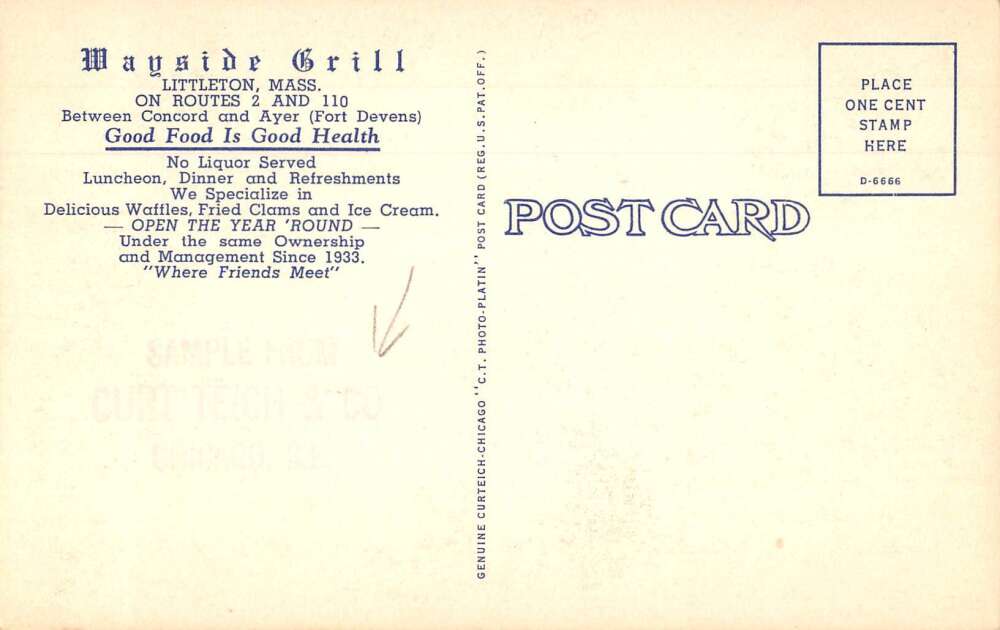 Wayside Grill
LITTLETON, MASS.
ON ROUTES 2 AND 110
Between Concord and Ayer (Fort Devens)
Good Food Is Good Health
No Liquor Served
Luncheon, Dinner and Refreshments
We Specialize in
Delicious Waffles, Fried Clams and Ice Cream.
— OPEN THE YEAR 'ROUND —
Under the same Ownership
and Management Since 1933.
"Where Friends Meet"
SAMPLE FROM
CURT TEICH & CO
GENUINE CURTEICH-CHICAGO "C.T. PHOTO-PLATIN" POST CARD (REG. U.S. PAT. OFF.)
POST CARD
PLACE
ONE CENT
STAMP
HERE
D-6666